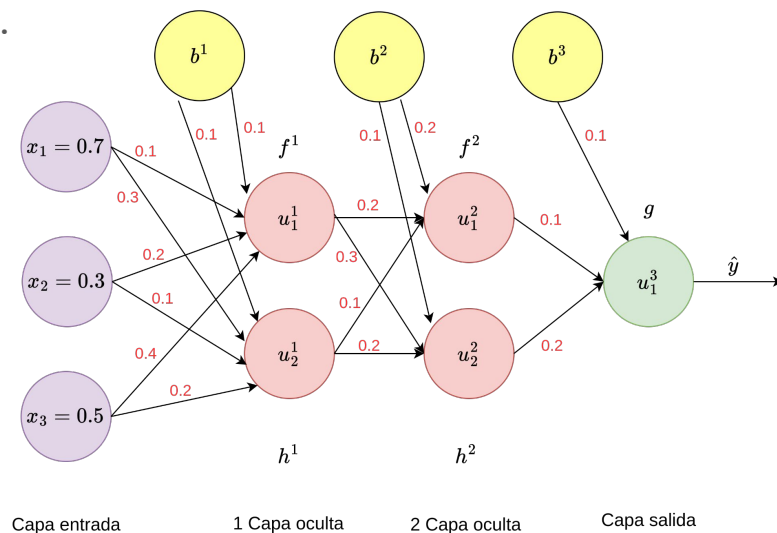 b¹
b²
b³
0.1
0.1
0.1
0.2
0.1
f¹
f²
x₁ = 0.7
0.1
0.3
u₁¹
0.2
u₁²
0.1
g
x₂ = 0.3
0.2
0.1
0.3
0.1
u₁³
ŷ
0.4
u₂¹
0.2
u₂²
0.2
x₃ = 0.5
0.2
h¹
h²
Capa entrada
1 Capa oculta
2 Capa oculta
Capa salida